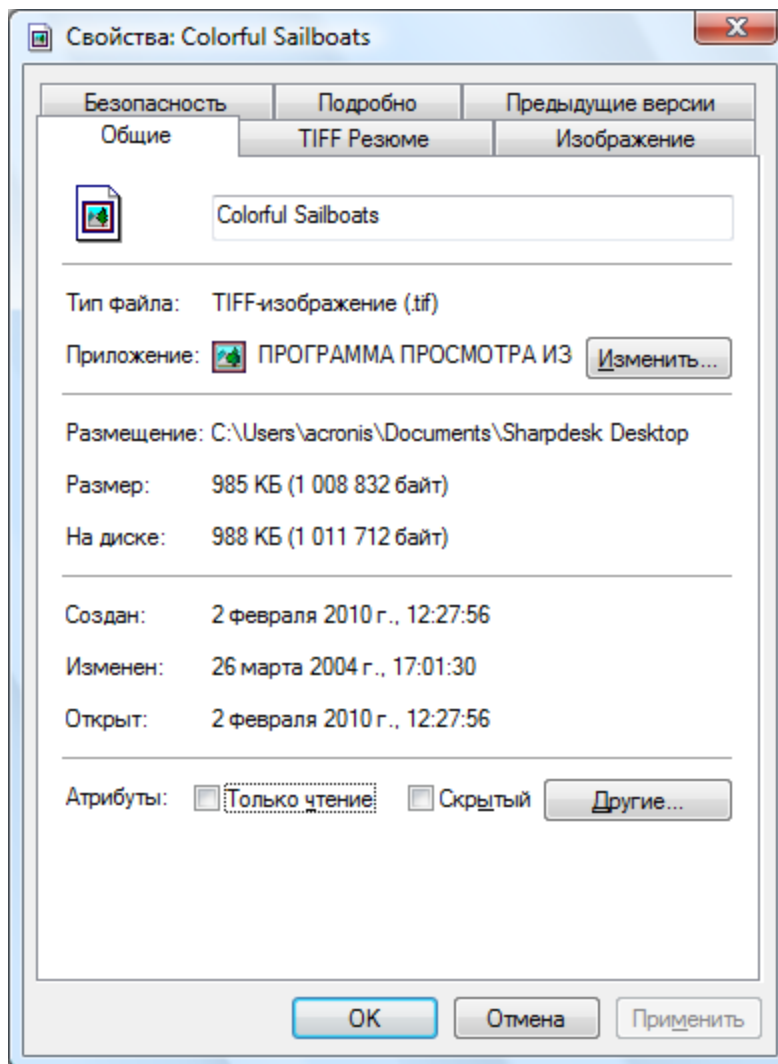 Свойства: Colorful Sailboats
Безопасность Подробно Предыдущие версии
Общие TIFF Резюме Изображение
Colorful Sailboats
Тип файла: TIFF-изображение (.tif)
Приложение: ПРОГРАММА ПРОСМОТРА ИЗ Изменить...
Размещение: C:\Users\acronis\Documents\Sharpdesk Desktop
Размер: 985 КБ (1 008 832 байт)
На диске: 988 КБ (1 011 712 байт)
Создан: 2 февраля 2010 г., 12:27:56
Изменен: 26 марта 2004 г., 17:01:30
Открыт: 2 февраля 2010 г., 12:27:56
Атрибуты: Только чтение Скрытый Другие...
OK Отмена Применить